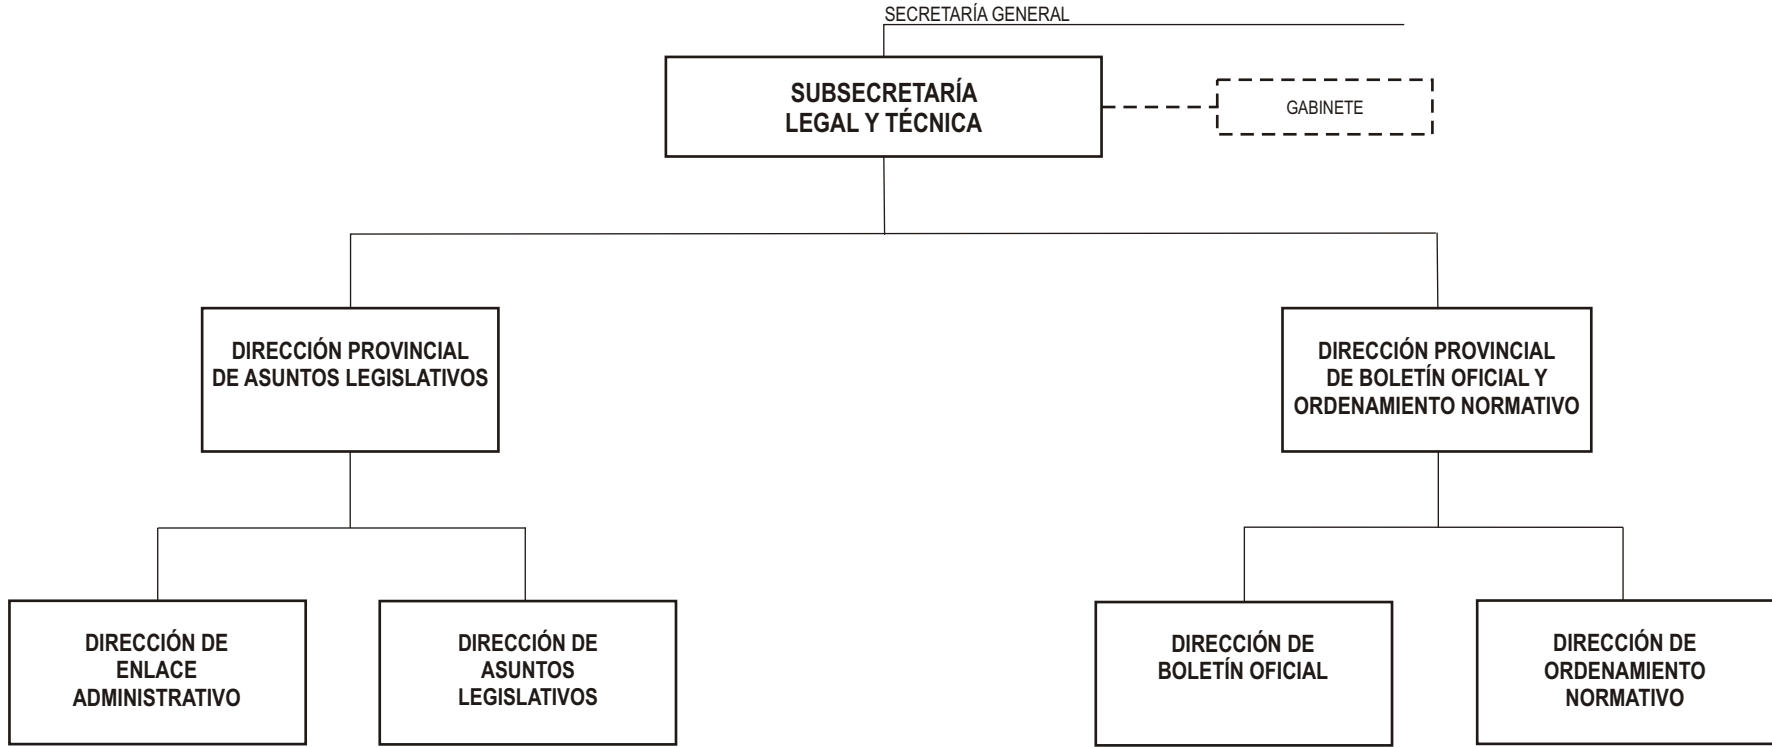 SECRETARÍA GENERAL
SUBSECRETARÍA
LEGAL Y TÉCNICA
GABINETE
DIRECCIÓN PROVINCIAL
DE ASUNTOS LEGISLATIVOS
DIRECCIÓN PROVINCIAL
DE BOLETÍN OFICIAL Y
ORDENAMIENTO NORMATIVO
DIRECCIÓN DE
ENLACE
ADMINISTRATIVO
DIRECCIÓN DE
ASUNTOS
LEGISLATIVOS
DIRECCIÓN DE
BOLETÍN OFICIAL
DIRECCIÓN DE
ORDENAMIENTO
NORMATIVO